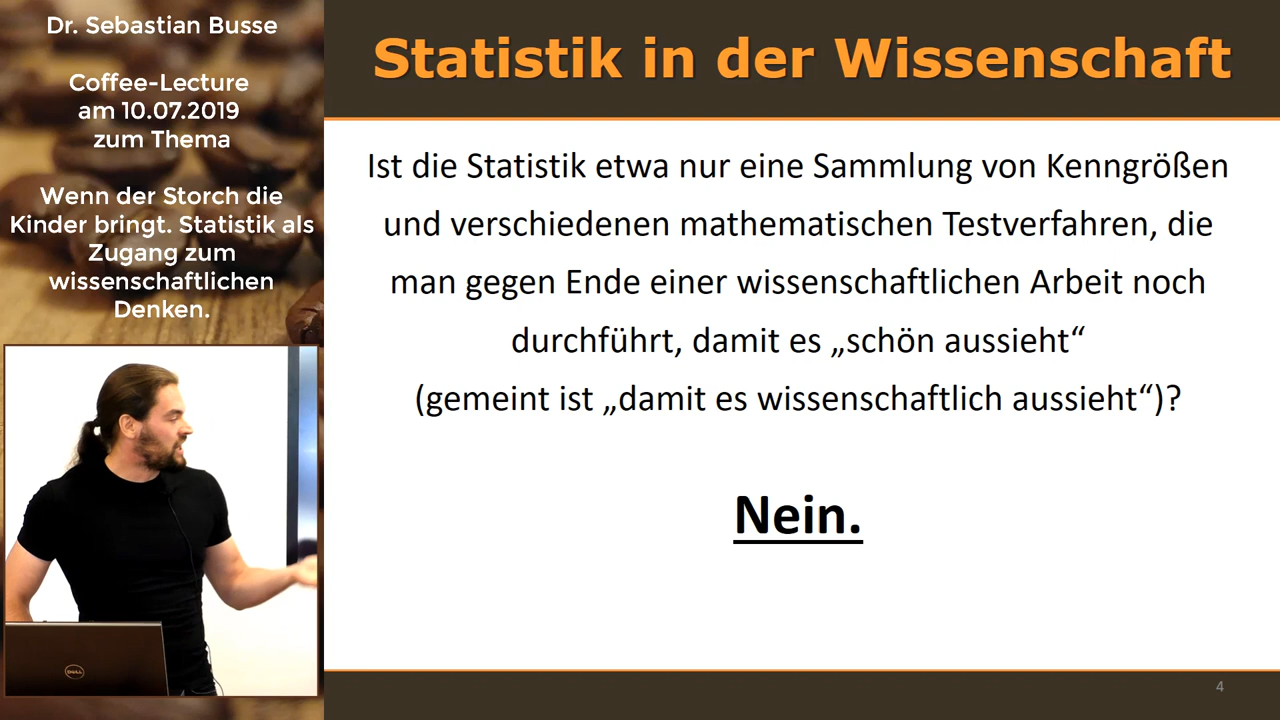 Dr. Sebastian Busse
Coffee-Lecture
am 10.07.2019
zum Thema
Wenn der Storch die
Kinder bringt. Statistik als
Zugang zum
wissenschaftlichen
Denken.
DELL
Statistik in der Wissenschaft
Ist die Statistik etwa nur eine Sammlung von Kenngrößen
und verschiedenen mathematischen Testverfahren, die
man gegen Ende einer wissenschaftlichen Arbeit noch
durchführt, damit es „schön aussieht“
(gemeint ist „damit es wissenschaftlich aussieht“)?
Nein.
4